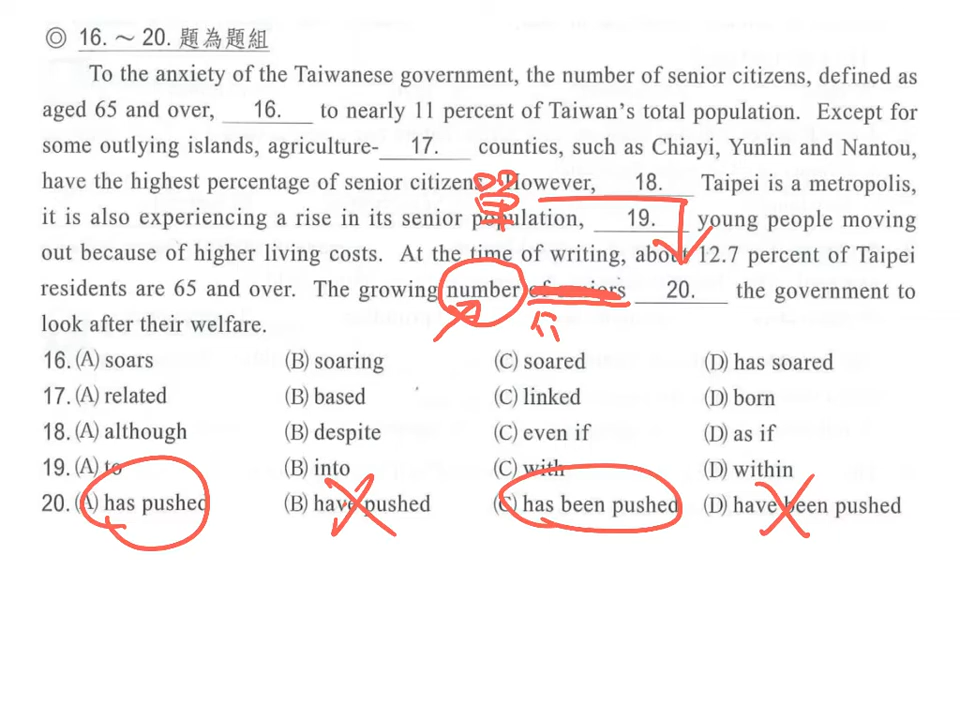 ◎ 16. ~ 20. 題為題組
To the anxiety of the Taiwanese government, the number of senior citizens, defined as
aged 65 and over, 16. to nearly 11 percent of Taiwan's total population. Except for
some outlying islands, agriculture- 17. counties, such as Chiayi, Yunlin and Nantou,
have the highest percentage of senior citizens. However, 18. Taipei is a metropolis,
單
it is also experiencing a rise in its senior population, 19. young people moving
out because of higher living costs. At the time of writing, about 12.7 percent of Taipei
residents are 65 and over. The growing number of seniors 20. the government to
look after their welfare.
16. (A) soars (B) soaring (C) soared (D) has soared
17. (A) related (B) based (C) linked (D) born
18. (A) although (B) despite (C) even if (D) as if
19. (A) to (B) into (C) with (D) within
20. (A) has pushed (B) have pushed (C) has been pushed (D) have been pushed